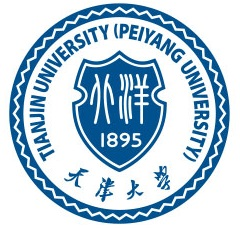 TIANJIN UNIVERSITY (PEIYANG UNIVERSITY)
北洋
1895
天津大學